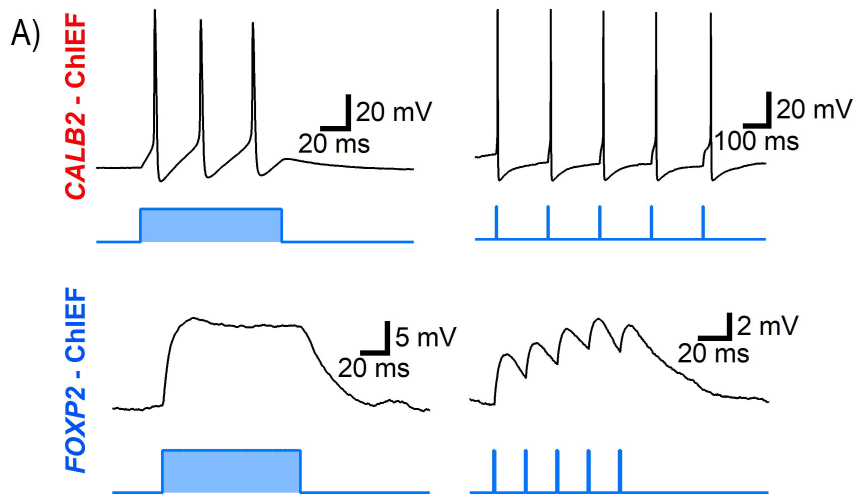 A)
CALB2 - ChIEF
20 mV
20 ms
20 mV
100 ms
FOXP2 - ChIEF
5 mV
20 ms
2 mV
20 ms